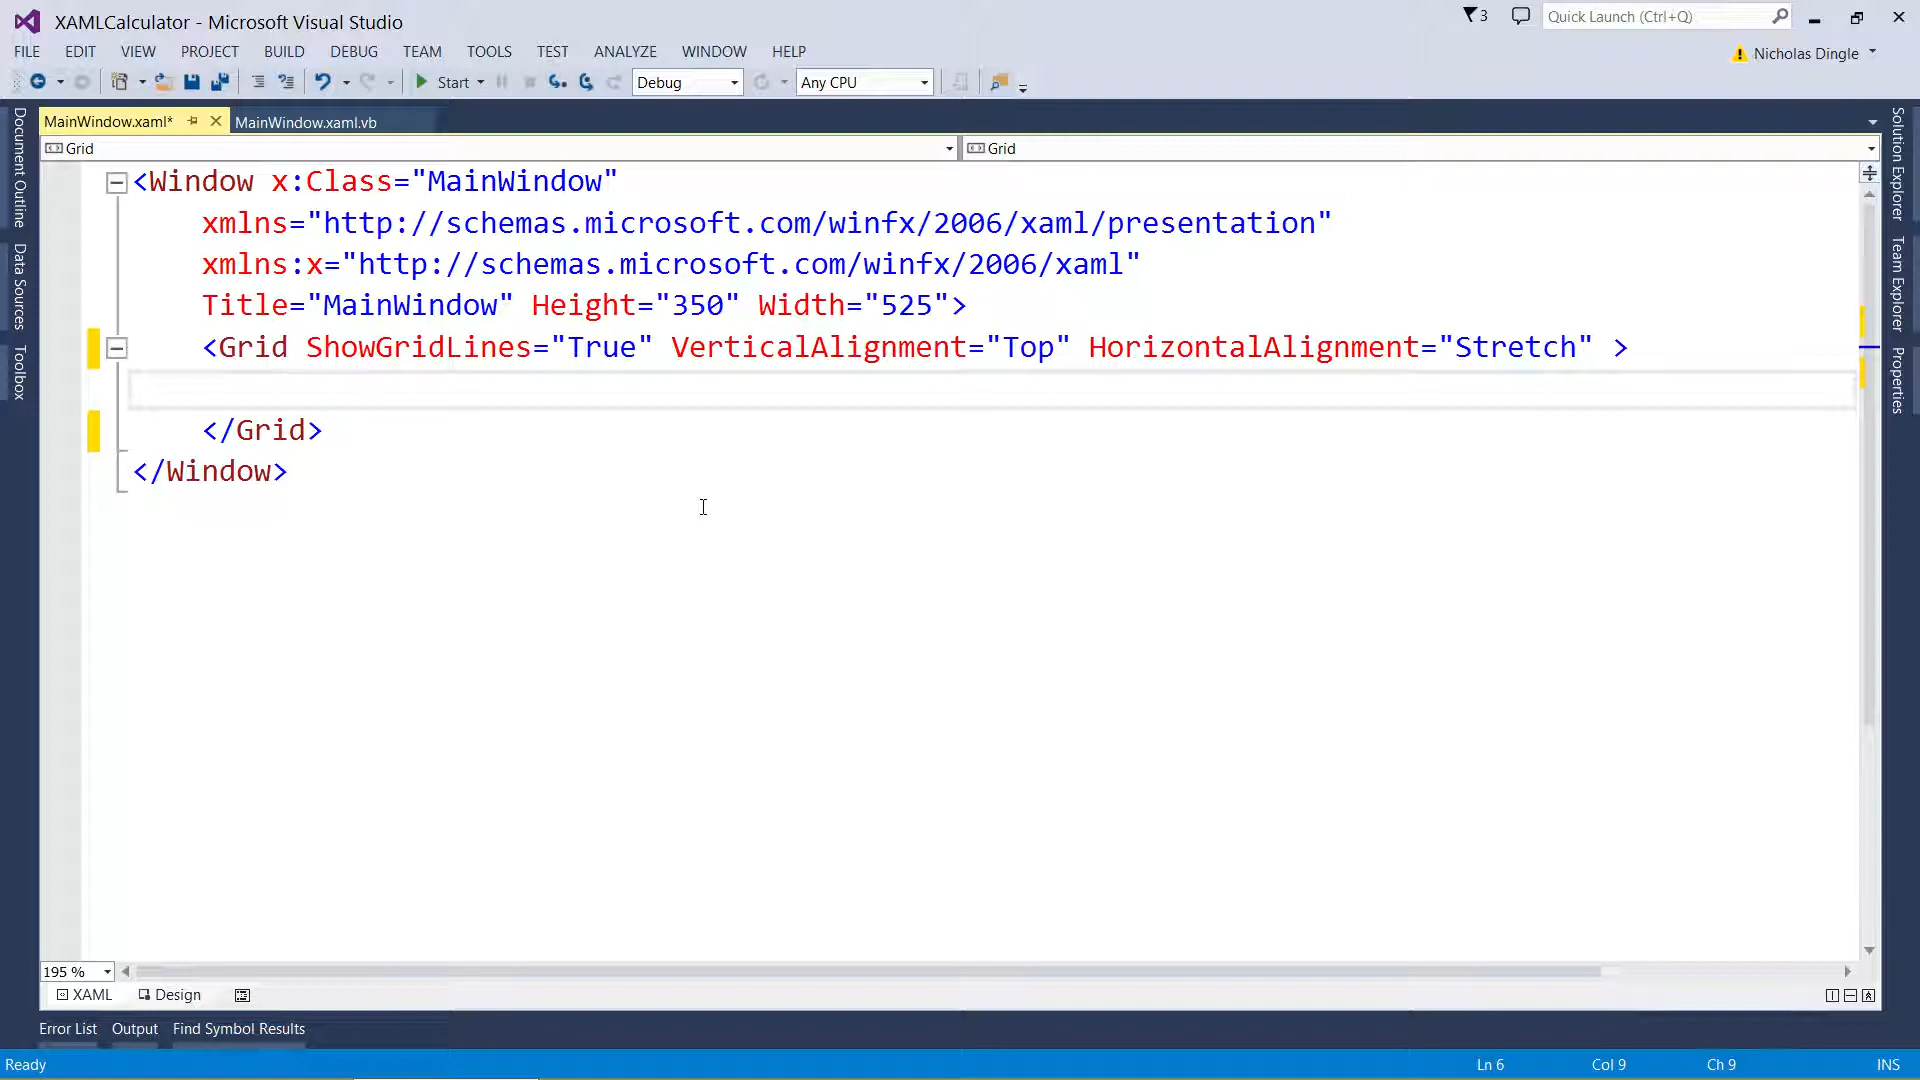 XAMLCalculator - Microsoft Visual Studio
3
Quick Launch (Ctrl+Q)
FILE EDIT VIEW PROJECT BUILD DEBUG TEAM TOOLS TEST ANALYZE WINDOW HELP
Nicholas Dingle
Start Debug Any CPU
MainWindow.xaml* MainWindow.xaml.vb
Grid Grid
Document Outline
Data Sources
Toolbox
Solution Explorer
Team Explorer
Properties
<Window x:Class="MainWindow"
xmlns="http://schemas.microsoft.com/winfx/2006/xaml/presentation"
xmlns:x="http://schemas.microsoft.com/winfx/2006/xaml"
Title="MainWindow" Height="350" Width="525">
<Grid ShowGridLines="True" VerticalAlignment="Top" HorizontalAlignment="Stretch" >
</Grid>
</Window>
195 %
XAML Design
Error List Output Find Symbol Results
Ready Ln 6 Col 9 Ch 9 INS